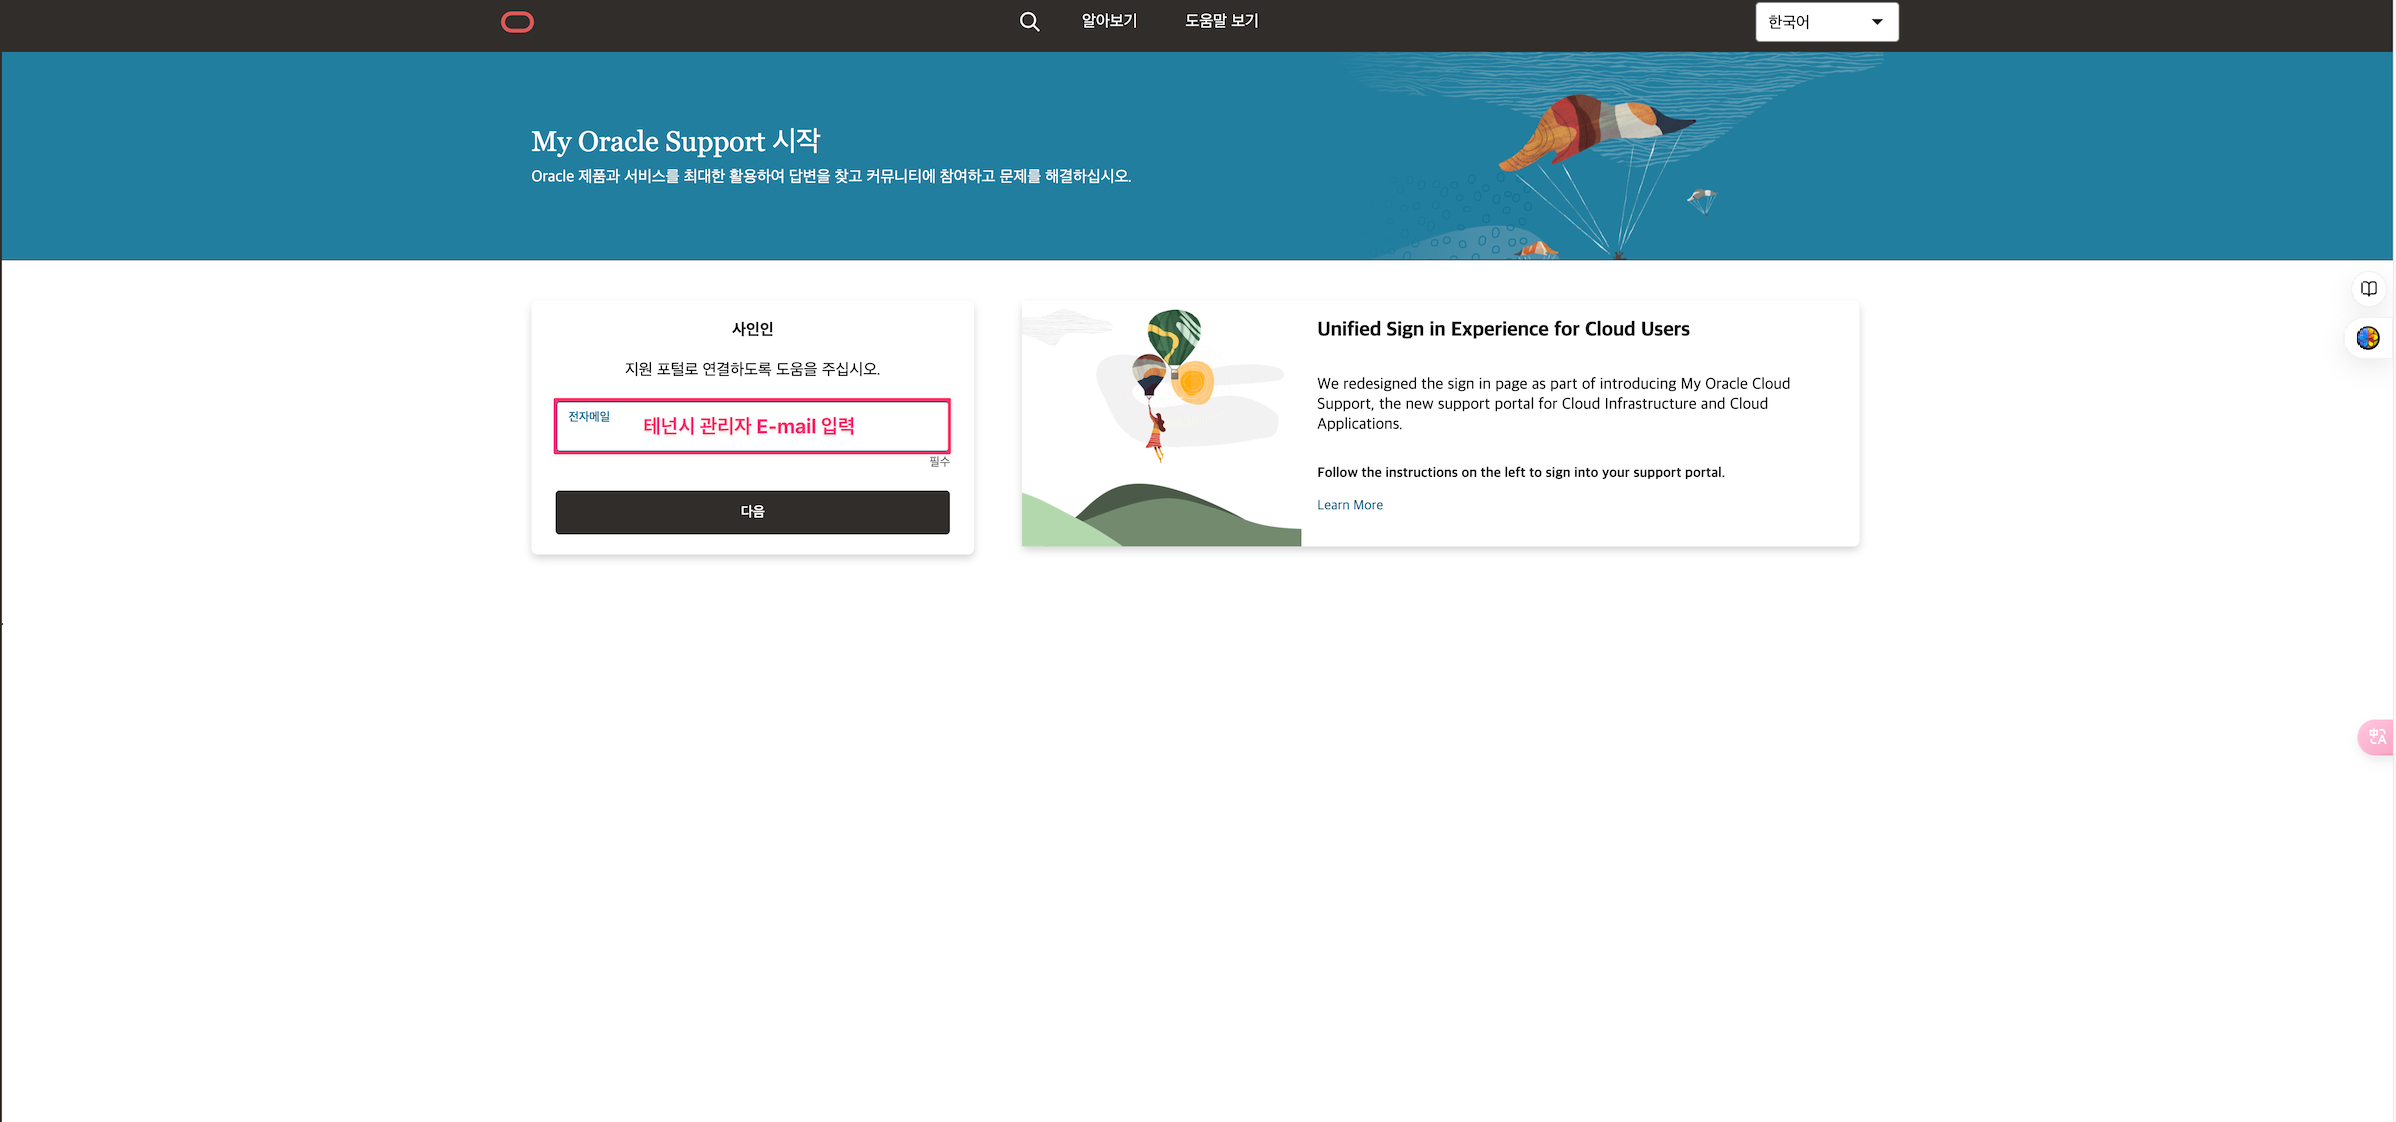 알아보기
도움말 보기
한국어
My Oracle Support 시작
Oracle 제품과 서비스를 최대한 활용하여 답변을 찾고 커뮤니티에 참여하고 문제를 해결하십시오.
사인인
지원 포털로 연결하도록 도움을 주십시오.
전자메일
테넌시 관리자 E-mail 입력
필수
다음
Unified Sign in Experience for Cloud Users
We redesigned the sign in page as part of introducing My Oracle Cloud
Support, the new support portal for Cloud Infrastructure and Cloud
Applications.
Follow the instructions on the left to sign into your support portal.
Learn More